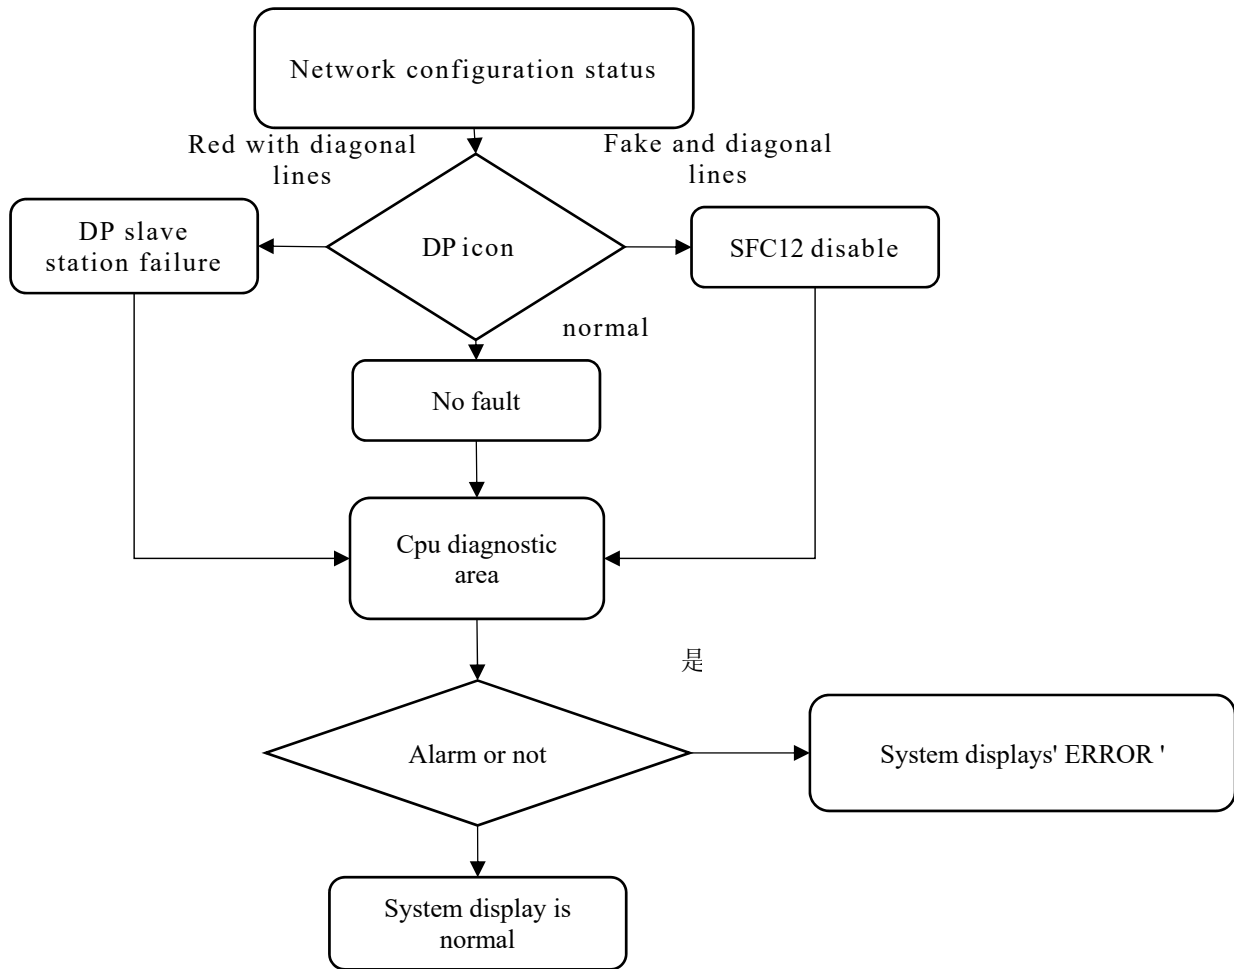 Network configuration status
Red with diagonal
lines
Fake and diagonal
lines
DP slave
station failure
DP icon
SFC12 disable
normal
No fault
Cpu diagnostic
area
是
Alarm or not
System displays' ERROR '
System display is
normal